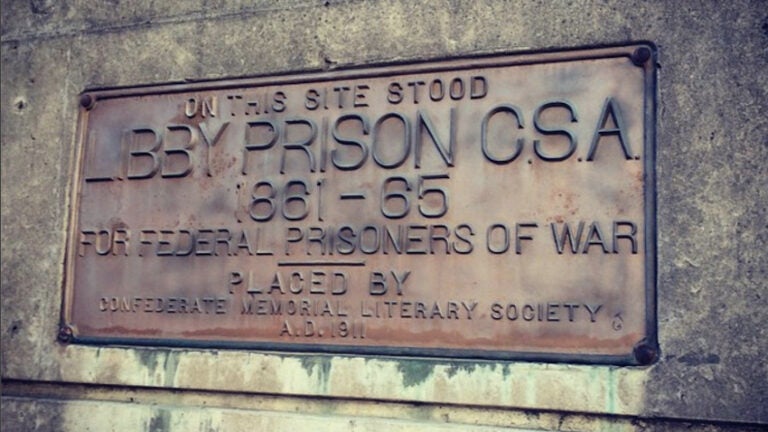 ON THIS SITE STOOD
LIBBY PRISON C.S.A.
1861-65
FOR FEDERAL PRISONERS OF WAR
PLACED BY
CONFEDERATE MEMORIAL LITERARY SOCIETY
A.D. 1911